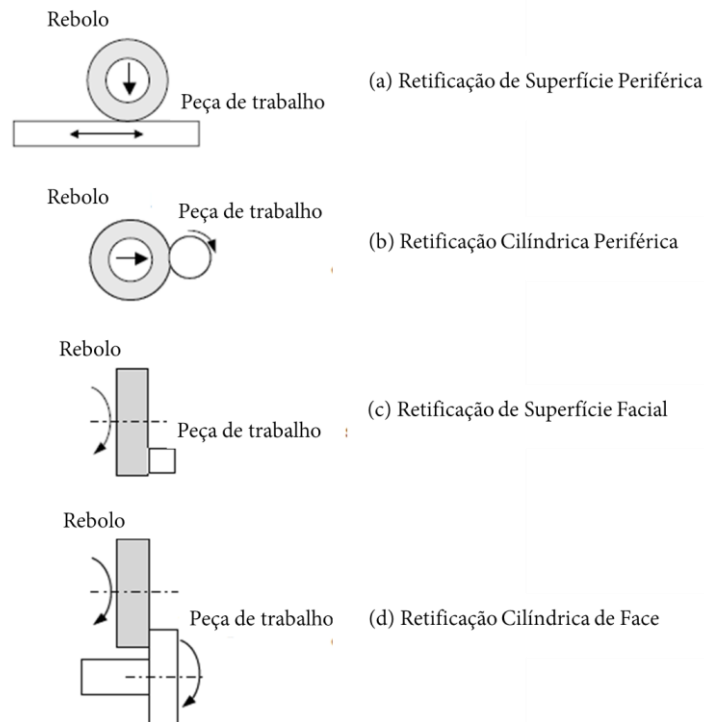 Rebolo
Peça de trabalho
(a) Retificação de Superfície Periférica
Rebolo
Peça de trabalho
(b) Retificação Cilíndrica Periférica
Rebolo
Peça de trabalho
(c) Retificação de Superfície Facial
Rebolo
Peça de trabalho
(d) Retificação Cilíndrica de Face